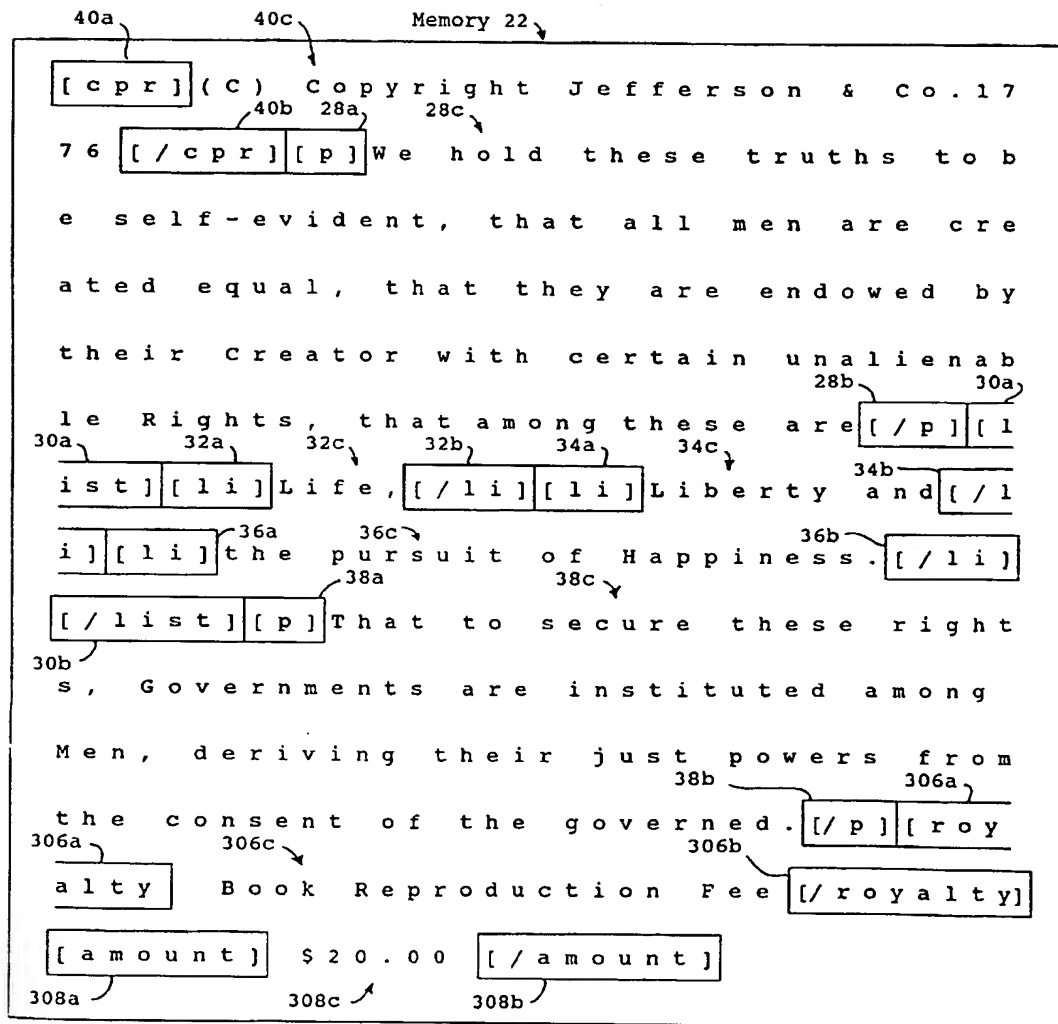 40a 40c Memory 22
[cpr](C) Copyright Jefferson & Co.17
40b 28a 28c
76 [/cpr][p]We hold these truths to b
e self-evident, that all men are cre
ated equal, that they are endowed by
their Creator with certain unalienab
28b 30a
le Rights, that among these are[/p][l
30a 32a 32c 32b 34a 34c
ist][li]Life,[/li][li]Liberty and[/l
34b
i][li]the pursuit of Happiness.[/li]
36a 36c 36b
38a 38c
[/list][p]That to secure these right
30b
s, Governments are instituted among
Men, deriving their just powers from
38b 306a
the consent of the governed.[/p][roy
306a 306c 306b
alty Book Reproduction Fee[/royalty]
[amount] $20.00 [/amount]
308a 308c 308b